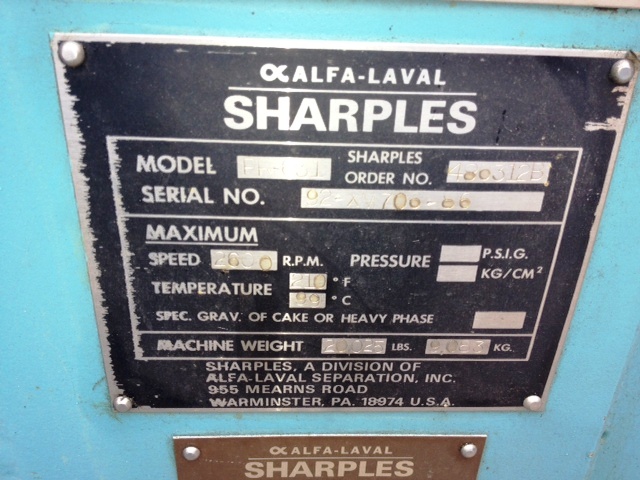 ALFA-LAVAL
SHARPLES
MODEL
SHARPLES
ORDER NO.
SERIAL NO.
MAXIMUM
SPEED R.P.M. PRESSURE P.S.I.G.
KG/CM²
TEMPERATURE 210 °F
°C
SPEC. GRAV. OF CAKE OR HEAVY PHASE
MACHINE WEIGHT LBS. KG.
SHARPLES, A DIVISION OF
ALFA-LAVAL SEPARATION, INC.
955 MEARNS ROAD
WARMINSTER, PA. 18974 U.S.A.
ALFA-LAVAL
SHARPLES